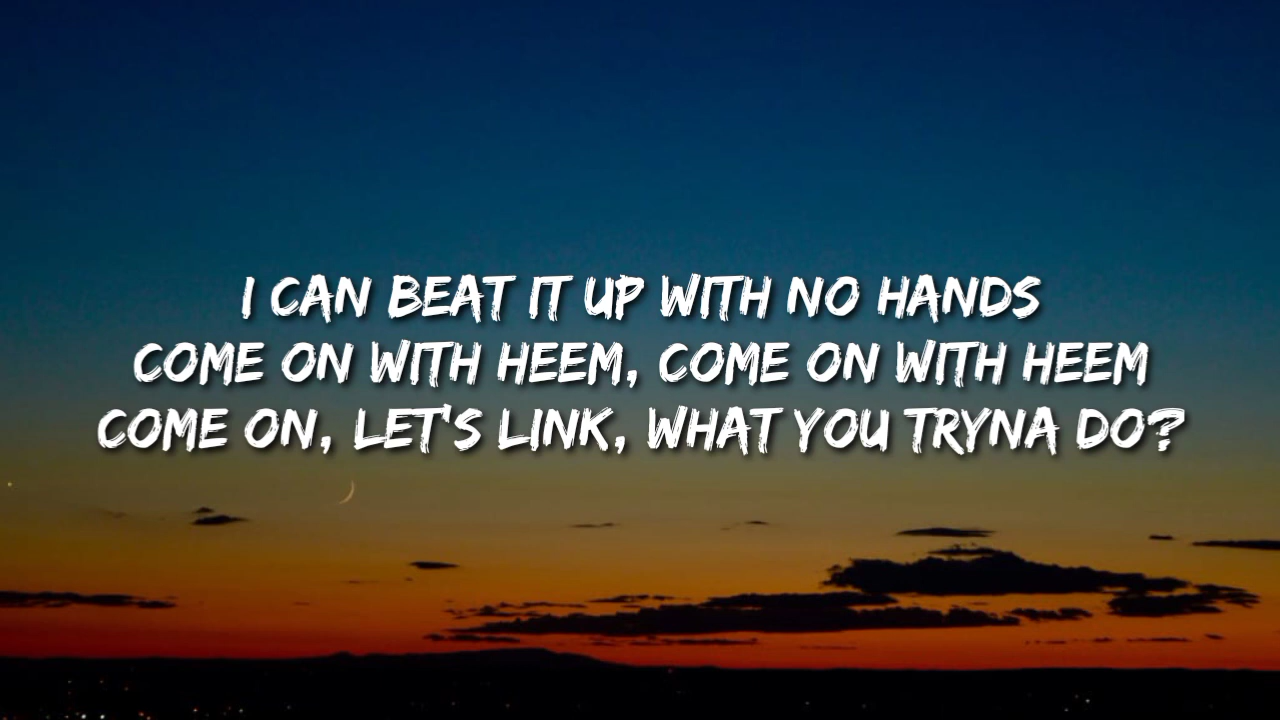 I CAN BEAT IT UP WITH NO HANDS
COME ON WITH HEEM, COME ON WITH HEEM
COME ON, LET'S LINK, WHAT YOU TRYNA DO?